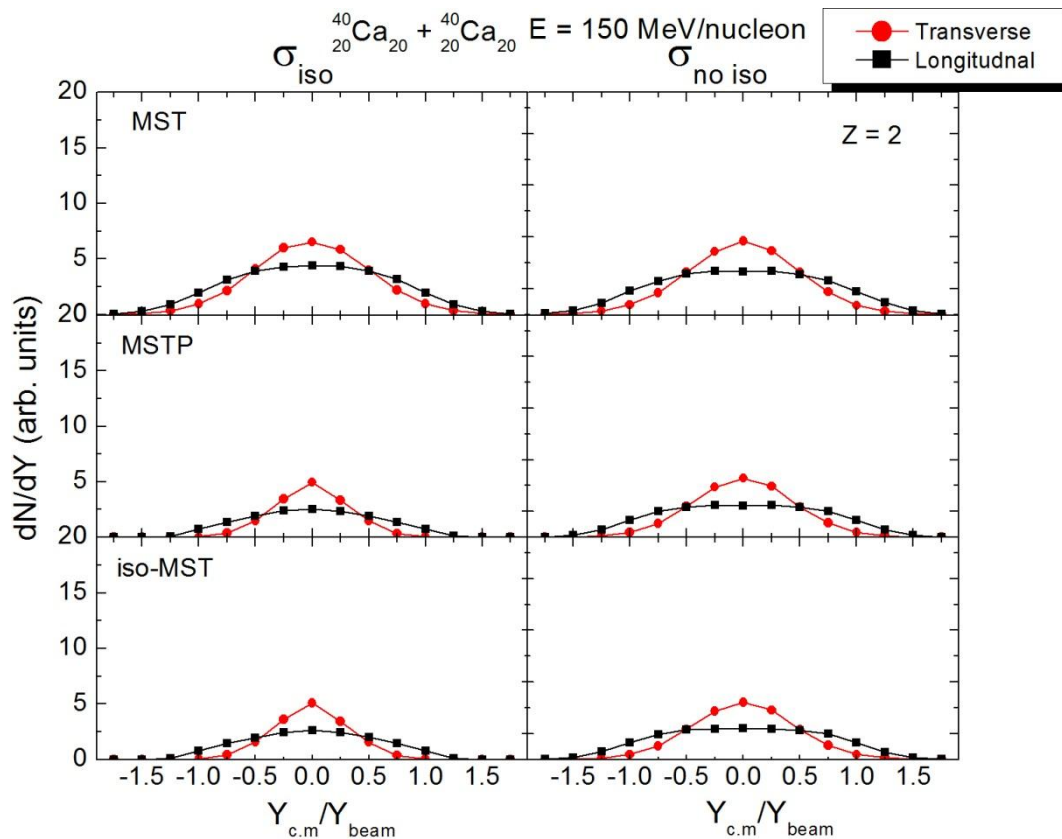 ⁴⁰₂₀Ca₂₀ + ⁴⁰₂₀Ca₂₀ E = 150 MeV/nucleon
Transverse
Longitudnal
σiso
σno iso
20
MST
Z = 2
15
10
5
20
MSTP
15
10
5
20
iso-MST
15
10
5
0
dN/dY (arb. units)
-1.5 -1.0 -0.5 0.0 0.5 1.0 1.5 -1.5 -1.0 -0.5 0.0 0.5 1.0 1.5
Yc.m/Ybeam Yc.m/Ybeam